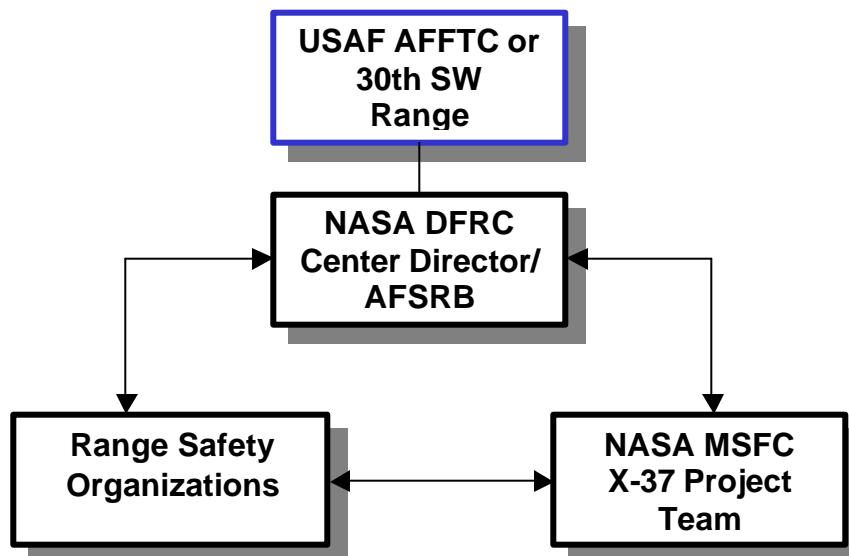 USAF AFFTC or
30th SW
Range
NASA DFRC
Center Director/
AFSRB
Range Safety
Organizations
NASA MSFC
X-37 Project
Team